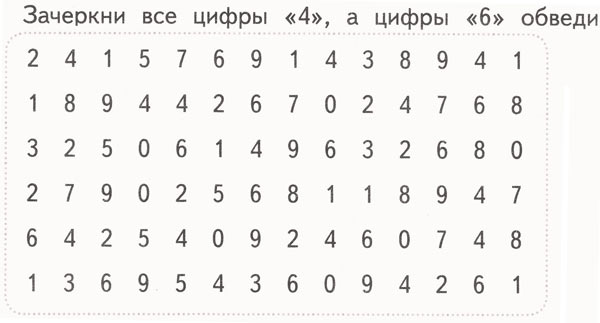 Зачеркни все цифры «4», а цифры «6» обведи
2 4 1 5 7 6 9 1 4 3 8 9 4 1
1 8 9 4 4 2 6 7 0 2 4 7 6 8
3 2 5 0 6 1 4 9 6 3 2 6 8 0
2 7 9 0 2 5 6 8 1 1 8 9 4 7
6 4 2 5 4 0 9 2 4 6 0 7 4 8
1 3 6 9 5 4 3 6 0 9 4 2 6 1